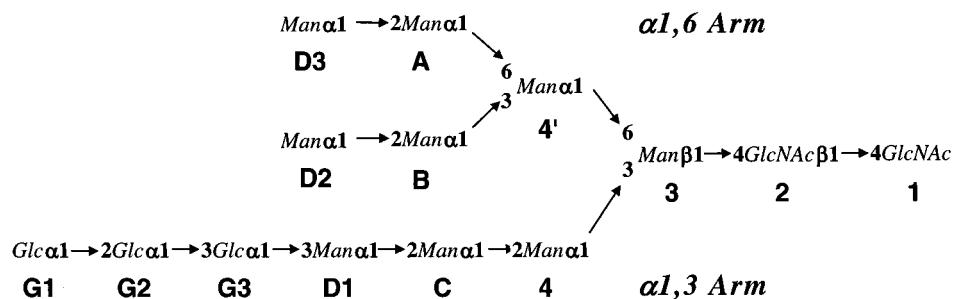 Manα1→2Manα1 α1,6 Arm
D3 A
6
3 Manα1
4'
Manα1→2Manα1
D2 B
6
3 Manβ1→4GlcNAcβ1→4GlcNAc
3 2 1
Glcα1→2Glcα1→3Glcα1→3Manα1→2Manα1→2Manα1
G1 G2 G3 D1 C 4 α1,3 Arm